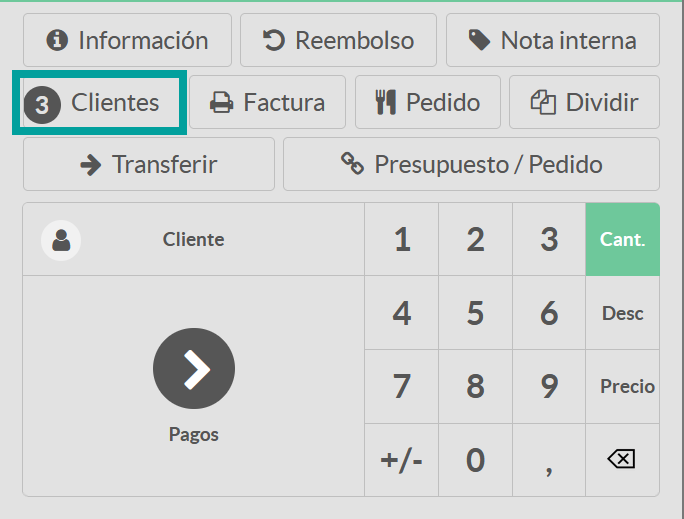 Información Reembolso Nota interna
3 Clientes Factura Pedido Dividir
Transferir Presupuesto / Pedido
Cliente 1 2 3 Cant.
4 5 6 Desc
7 8 9 Precio
Pagos
+/- 0 ,